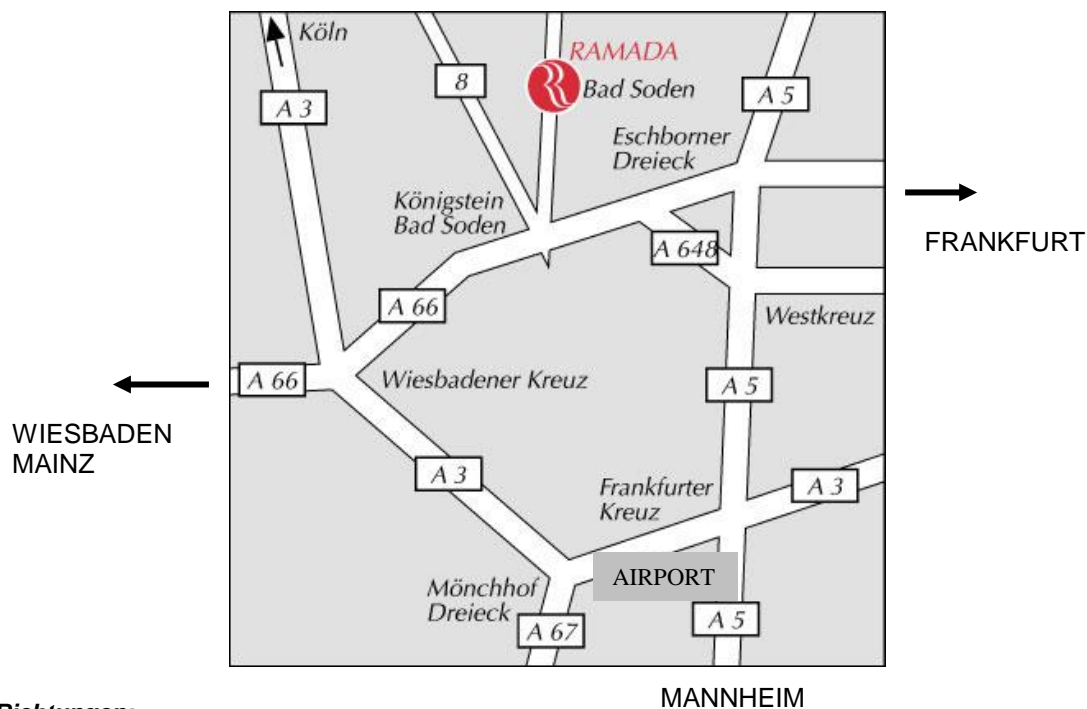 Köln
RAMADA
8
Bad Soden
A 3
A 5
Eschborner
Dreieck
Königstein
Bad Soden
A 648
FRANKFURT
A 66
Westkreuz
A 66
Wiesbadener Kreuz
A 5
WIESBADEN
MAINZ
A 3
Frankfurter
Kreuz
A 3
AIRPORT
Mönchhof
Dreieck
A 67
A 5
MANNHEIM